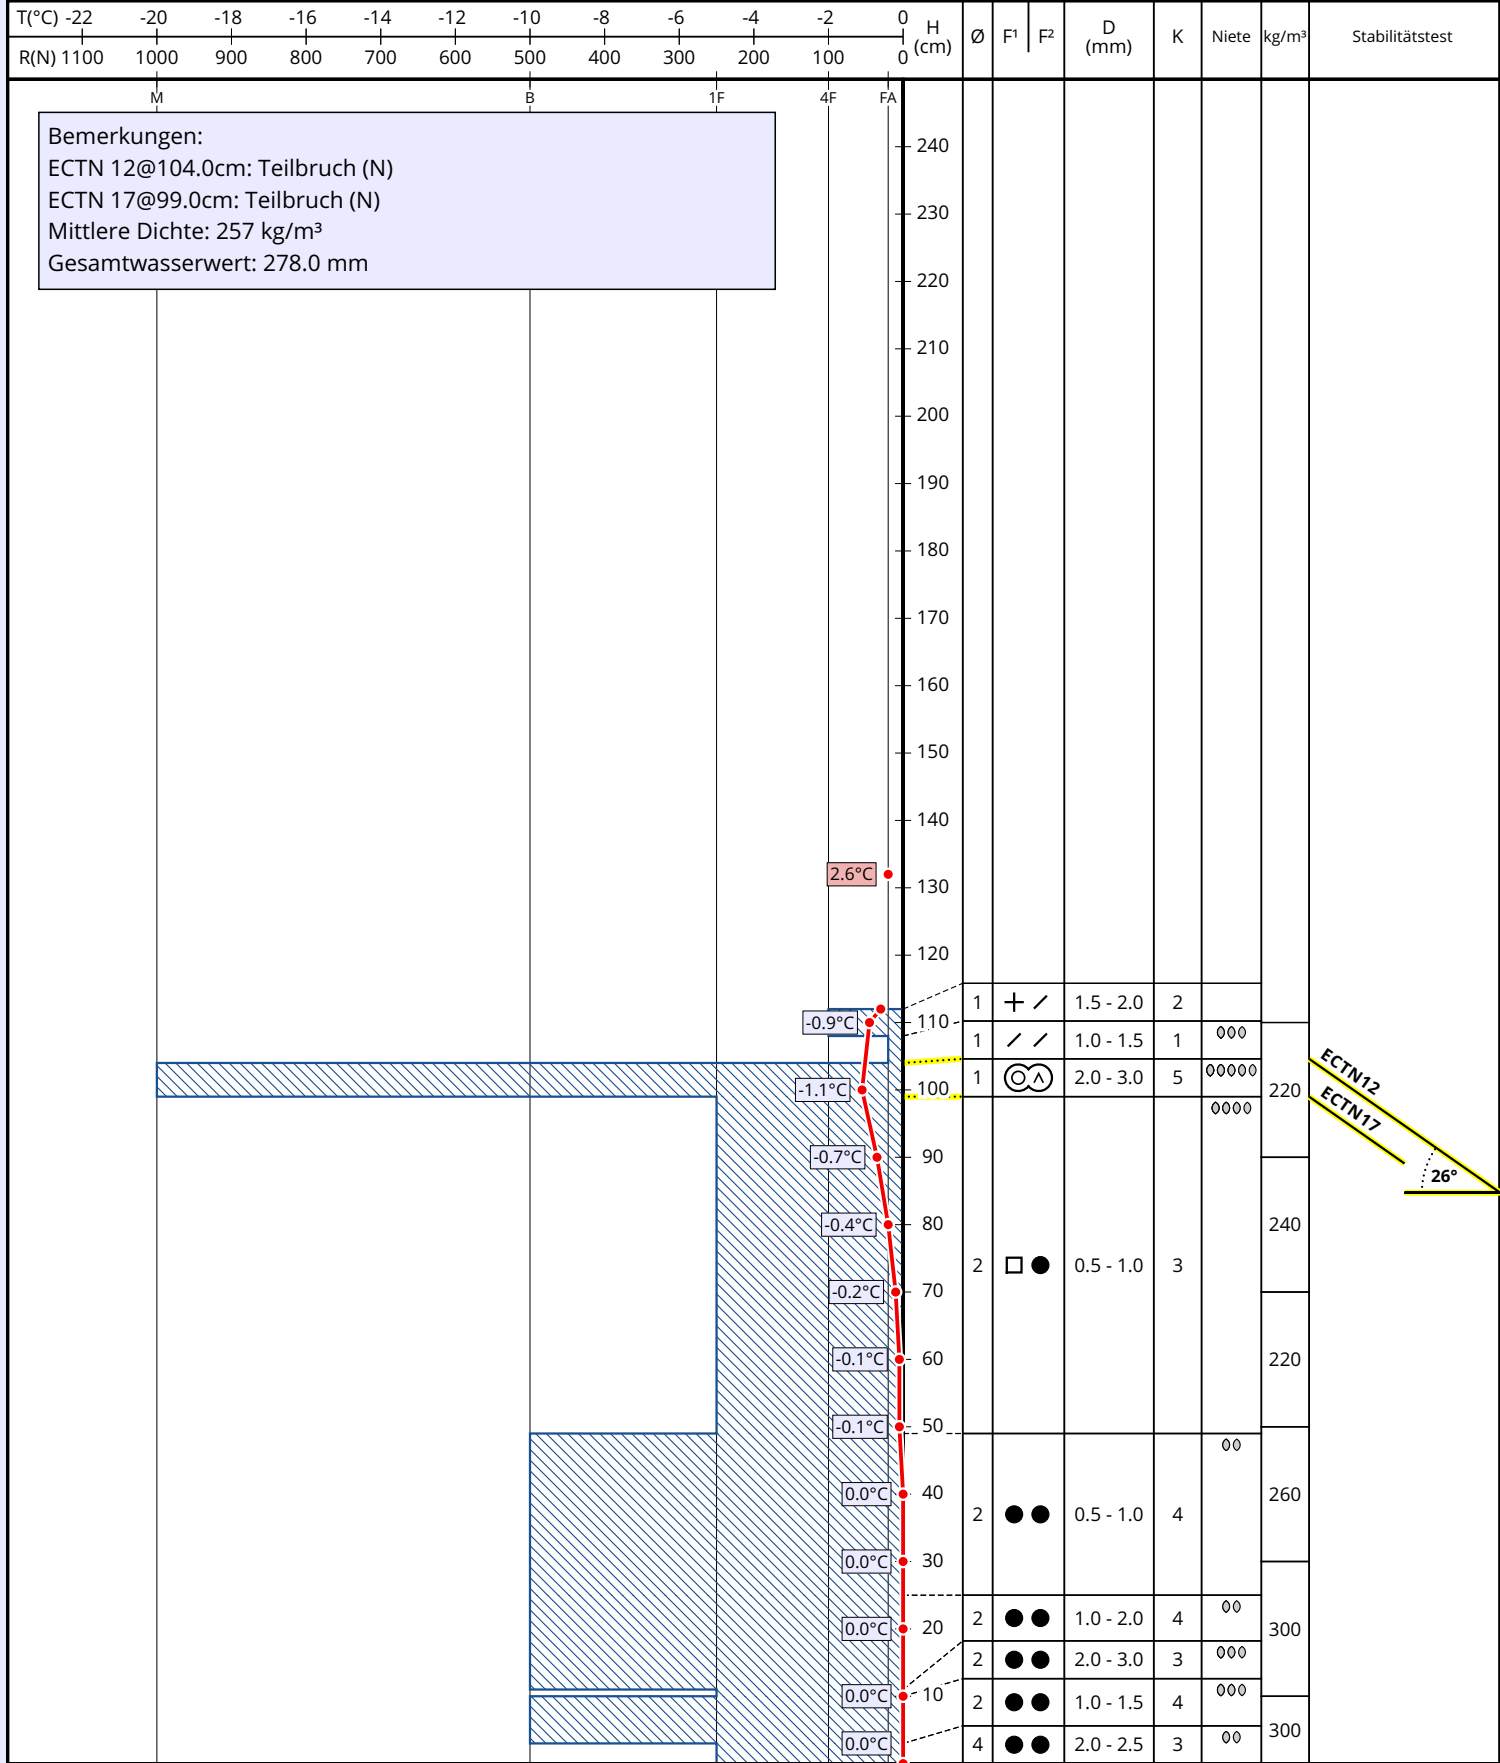 T(°C) -22 -20 -18 -16 -14 -12 -10 -8 -6 -4 -2 0
R(N) 1100 1000 800 700 600 500 400 300 200 100 0
H (cm) Ø F¹ F² D (mm) K Niete kg/m³ Stabilitätstest
M B 1F 4F FA
Bemerkungen:
ECTN 12@104.0cm: Teilbruch (N)
ECTN 17@99.0cm: Teilbruch (N)
Mittlere Dichte: 257 kg/m³
Gesamtwasserwert: 278.0 mm
240
230
220
210
200
190
180
170
160
150
140
2.6°C
130
120
1 1.5 - 2.0 2
-0.9°C 110
1 1.0 - 1.5 1
1 2.0 - 3.0 5
-1.1°C 100 220
ECTN12
ECTN17
-0.7°C 90
26°
-0.4°C 80 240
2 0.5 - 1.0 3
-0.2°C 70
-0.1°C 60 220
-0.1°C 50
0.0°C 40 260
2 0.5 - 1.0 4
0.0°C 30
2 1.0 - 2.0 4
0.0°C 20 300
2 2.0 - 3.0 3
0.0°C 10
2 1.0 - 1.5 4
300
0.0°C 4 2.0 - 2.5 3